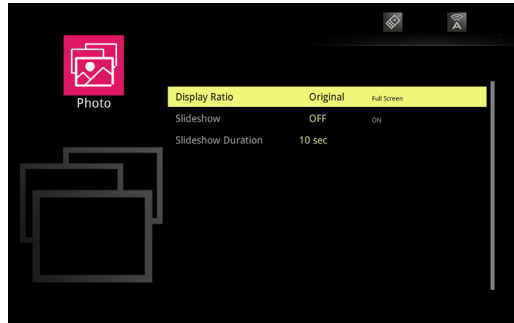 Photo
Display Ratio Original Full Screen
Slideshow OFF ON
Slideshow Duration 10 sec